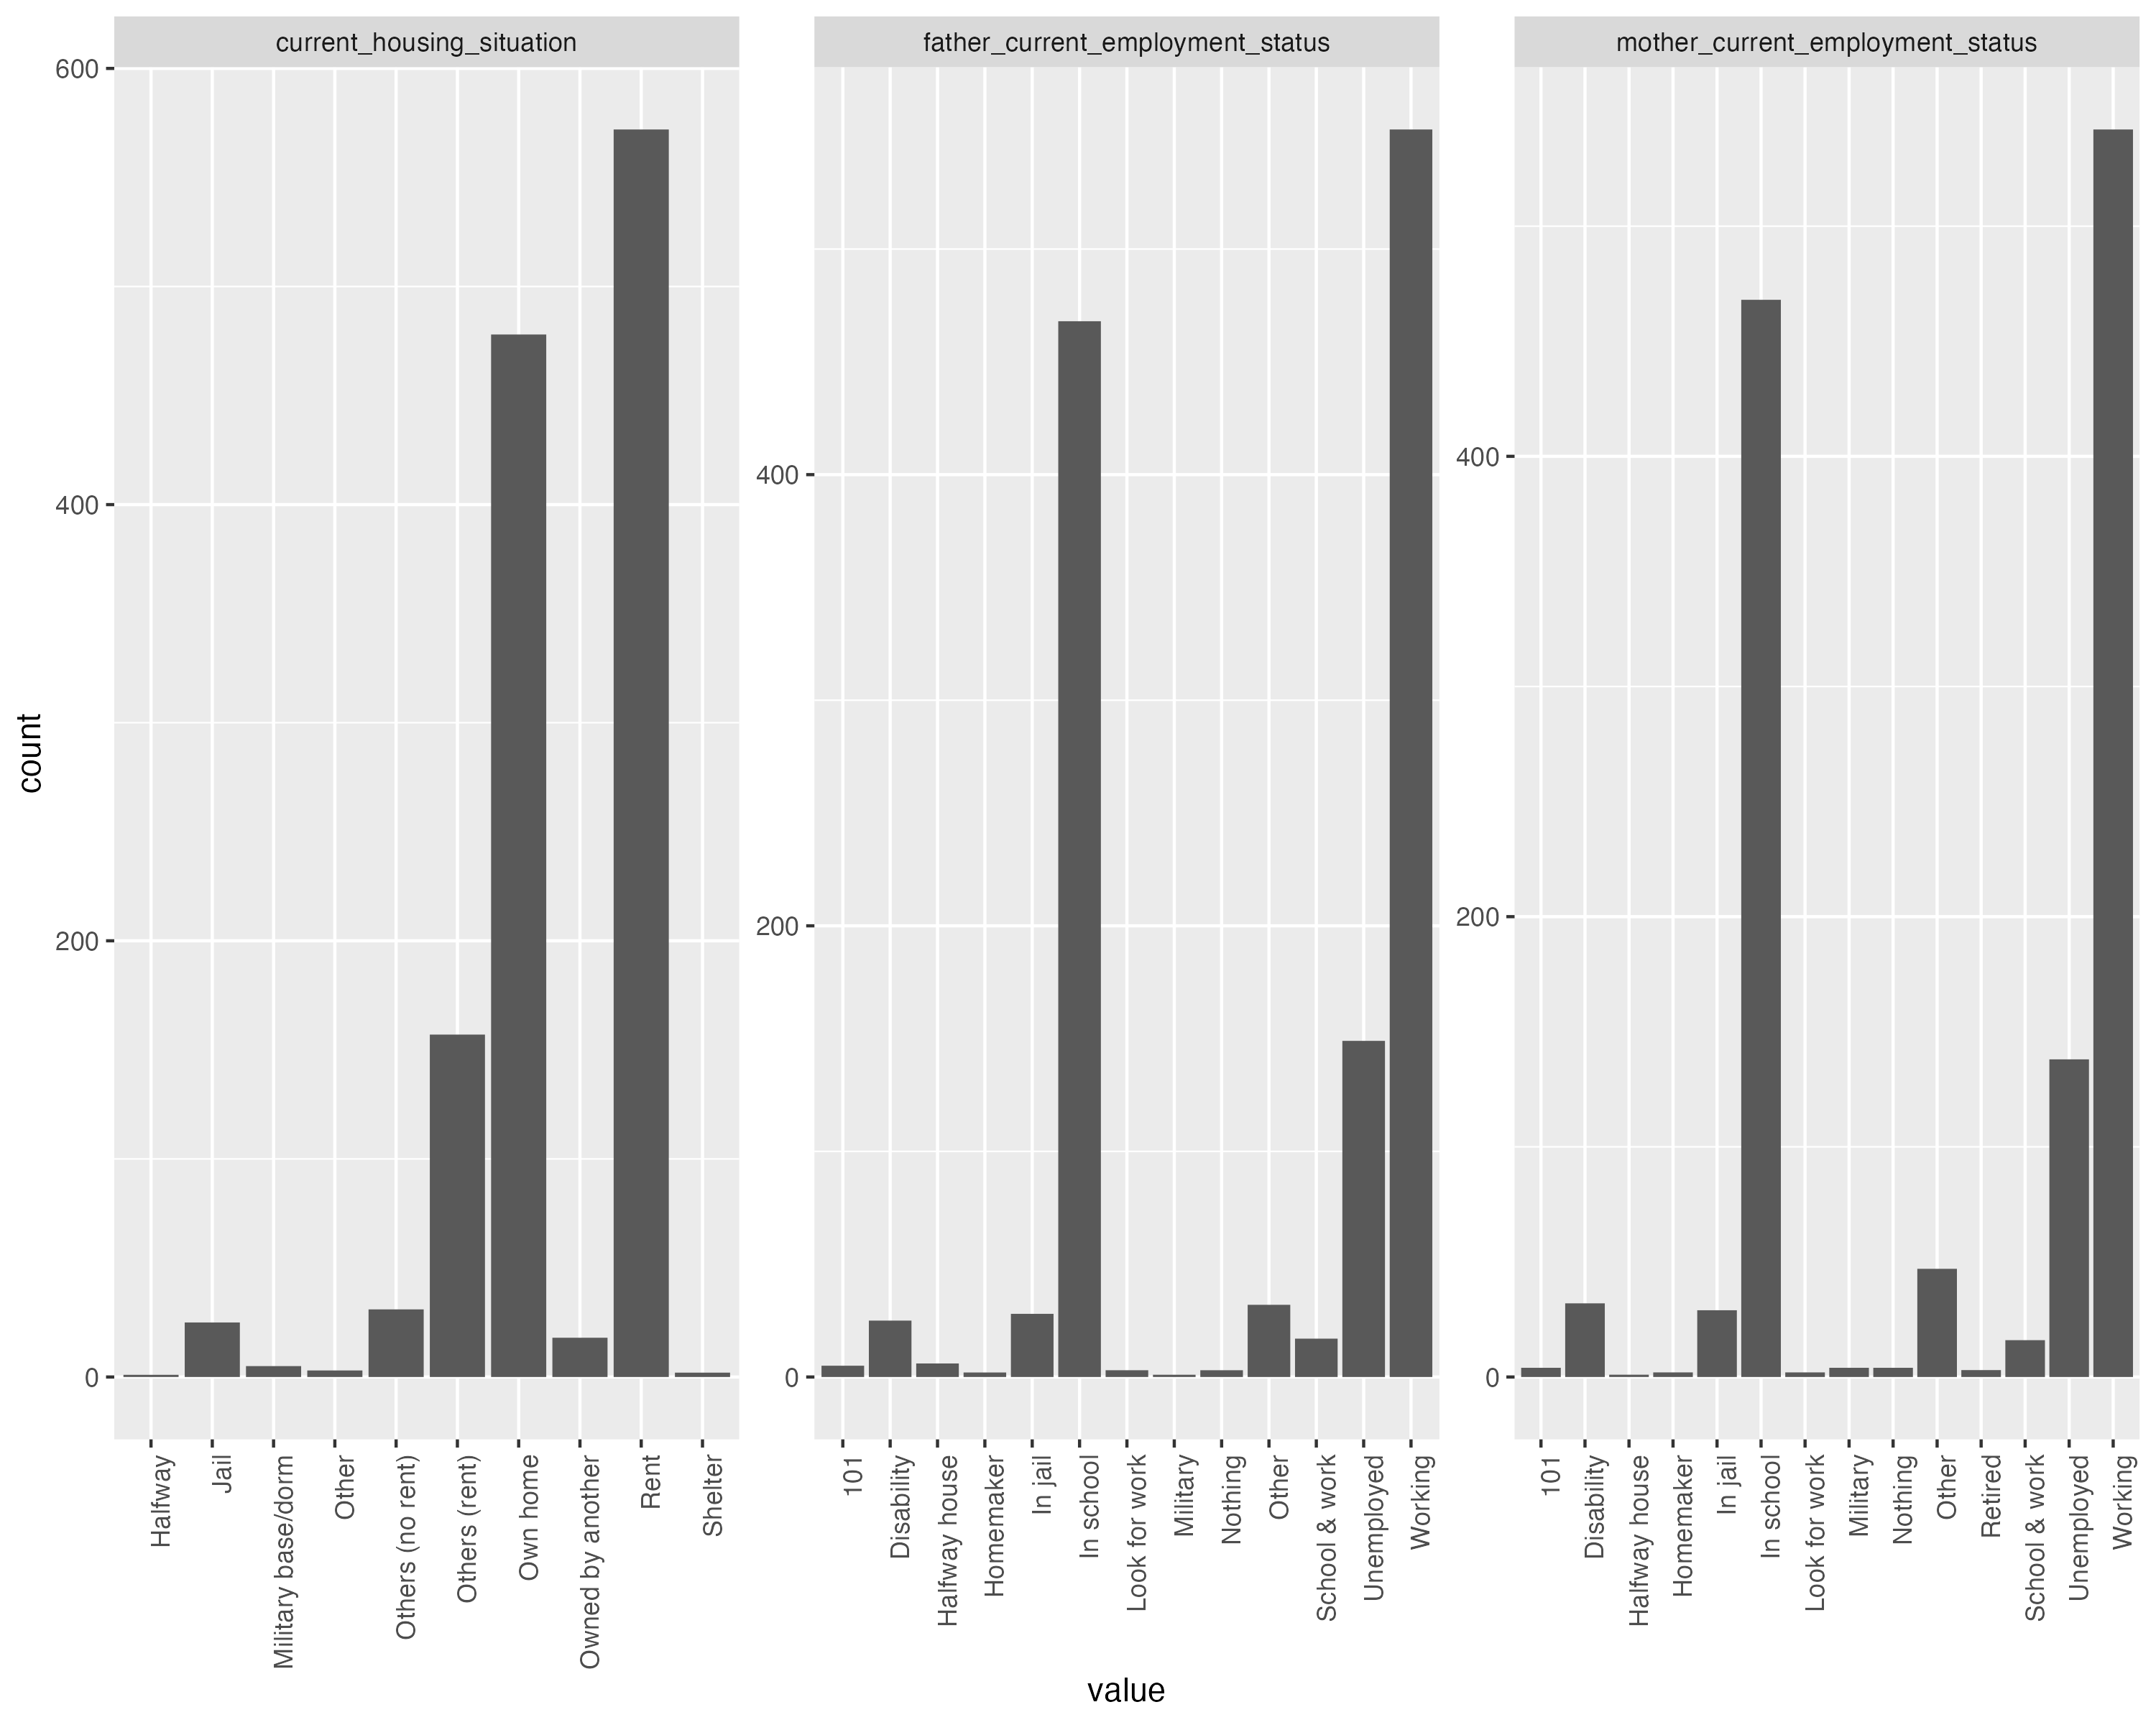 current_housing_situation
father_current_employment_status
mother_current_employment_status
count
600
400
200
0
400
200
0
400
200
0
Halfway
Jail
Military base/dorm
Other
Others (no rent)
Others (rent)
Own home
Owned by another
Rent
Shelter
101
Disability
Halfway house
Homemaker
In jail
In school
Look for work
Military
Nothing
Other
School & work
Unemployed
Working
101
Disability
Halfway house
Homemaker
In jail
In school
Look for work
Military
Nothing
Other
Retired
School & work
Unemployed
Working
value